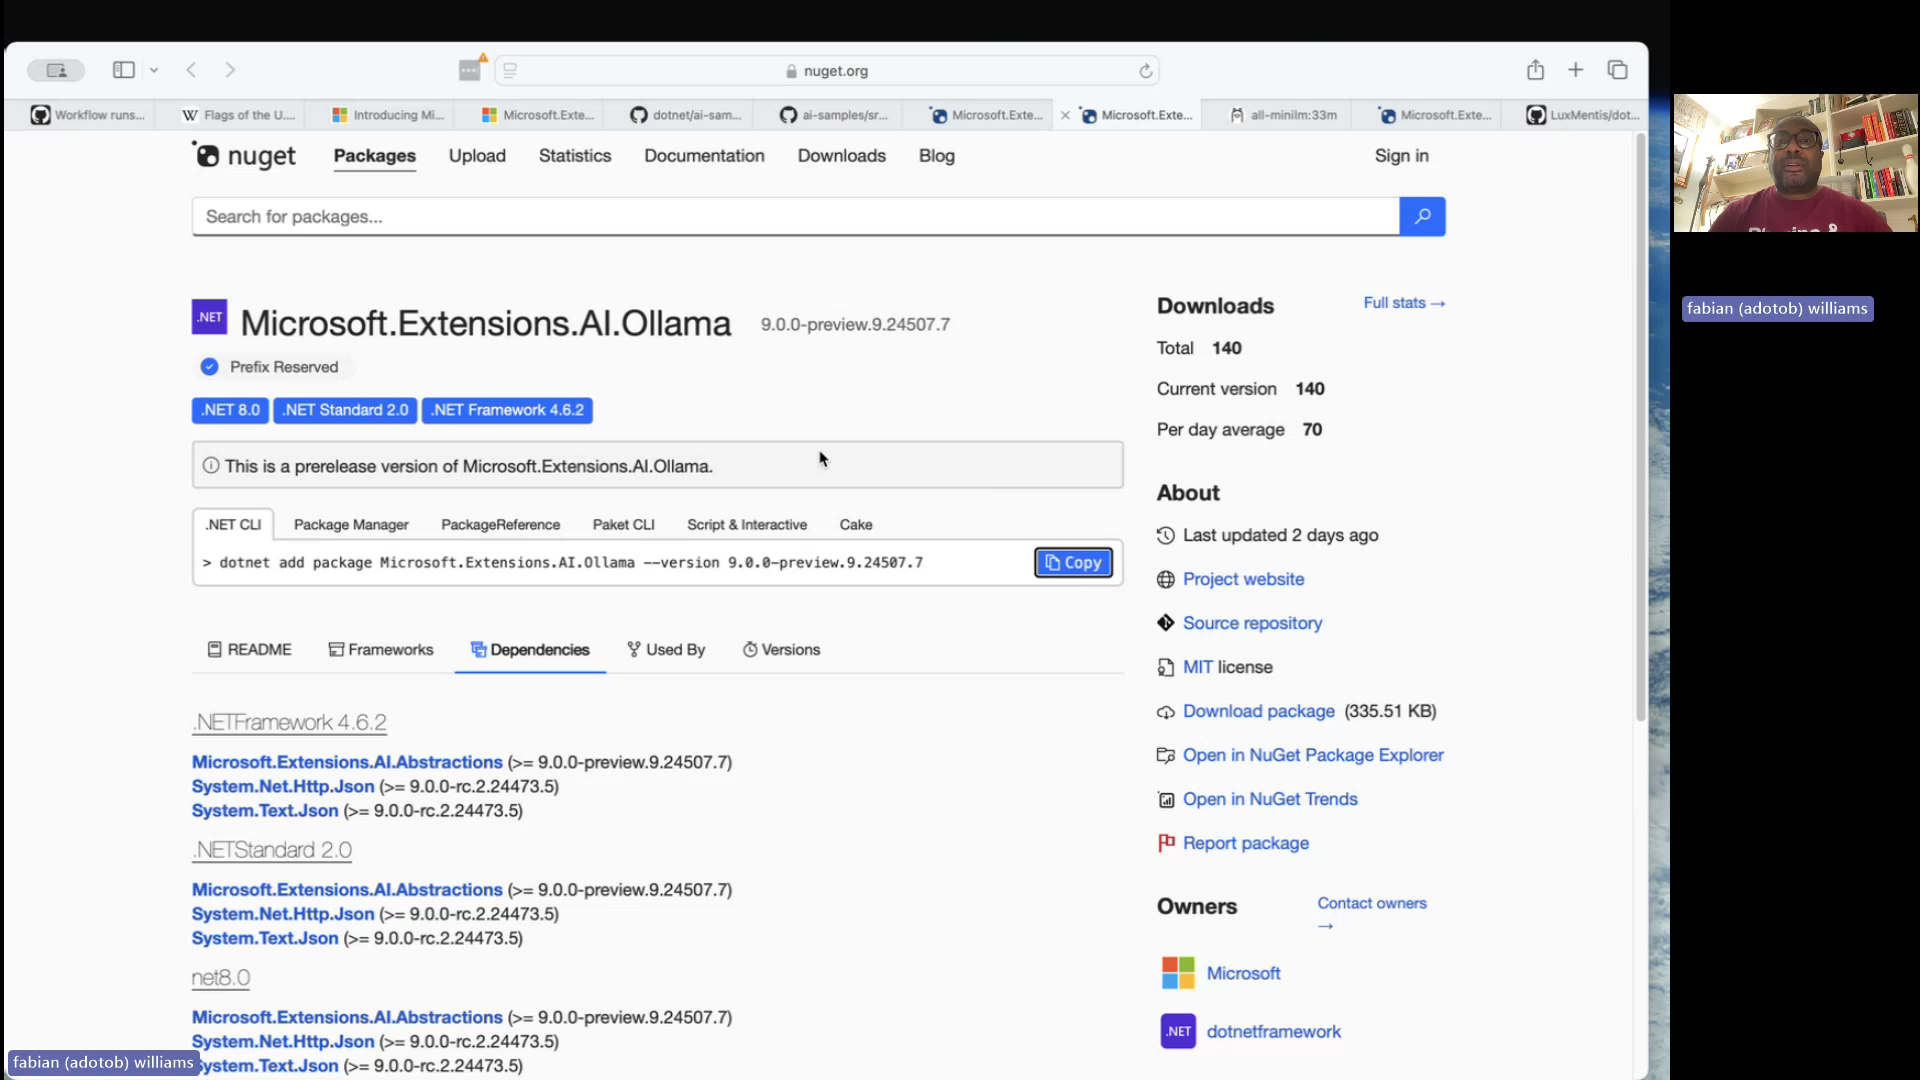 nuget.org
Workflow runs...
Flags of the U....
Introducing Mi...
Microsoft.Exte...
dotnet/ai-sam...
ai-samples/sr...
Microsoft.Exte...
Microsoft.Exte...
all-minilm:33m
Microsoft.Exte...
LuxMentis/dot...
nuget
Packages
Upload
Statistics
Documentation
Downloads
Blog
Sign in
Search for packages...
.NET
Microsoft.Extensions.AI.Ollama 9.0.0-preview.9.24507.7
Prefix Reserved
.NET 8.0
.NET Standard 2.0
.NET Framework 4.6.2
This is a prerelease version of Microsoft.Extensions.AI.Ollama.
.NET CLI
Package Manager
PackageReference
Paket CLI
Script & Interactive
Cake
> dotnet add package Microsoft.Extensions.AI.Ollama --version 9.0.0-preview.9.24507.7
Copy
README
Frameworks
Dependencies
Used By
Versions
.NETFramework 4.6.2
Microsoft.Extensions.AI.Abstractions (>= 9.0.0-preview.9.24507.7)
System.Net.Http.Json (>= 9.0.0-rc.2.24473.5)
System.Text.Json (>= 9.0.0-rc.2.24473.5)
.NETStandard 2.0
Microsoft.Extensions.AI.Abstractions (>= 9.0.0-preview.9.24507.7)
System.Net.Http.Json (>= 9.0.0-rc.2.24473.5)
System.Text.Json (>= 9.0.0-rc.2.24473.5)
net8.0
Microsoft.Extensions.AI.Abstractions (>= 9.0.0-preview.9.24507.7)
System.Net.Http.Json (>= 9.0.0-rc.2.24473.5)
System.Text.Json (>= 9.0.0-rc.2.24473.5)
Downloads
Full stats →
Total 140
Current version 140
Per day average 70
About
Last updated 2 days ago
Project website
Source repository
MIT license
Download package (335.51 KB)
Open in NuGet Package Explorer
Open in NuGet Trends
Report package
Owners
Contact owners
→
Microsoft
.NET
dotnetframework
fabian (adotob) williams
fabian (adotob) williams